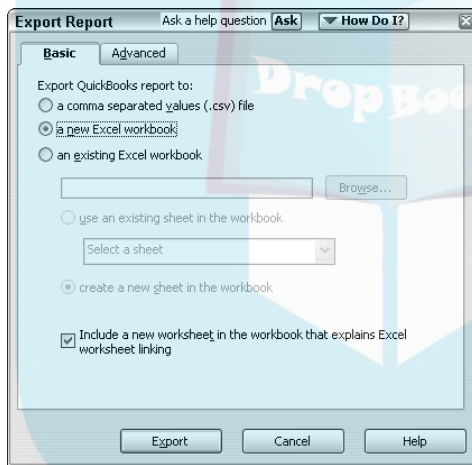 Export Report
Ask a help question Ask
How Do I?
Basic
Advanced
Export QuickBooks report to:
a comma separated values (.csv) file
a new Excel workbook
an existing Excel workbook
Browse...
use an existing sheet in the workbook
Select a sheet
create a new sheet in the workbook
Include a new worksheet in the workbook that explains Excel
worksheet linking
Export
Cancel
Help
DropBoo